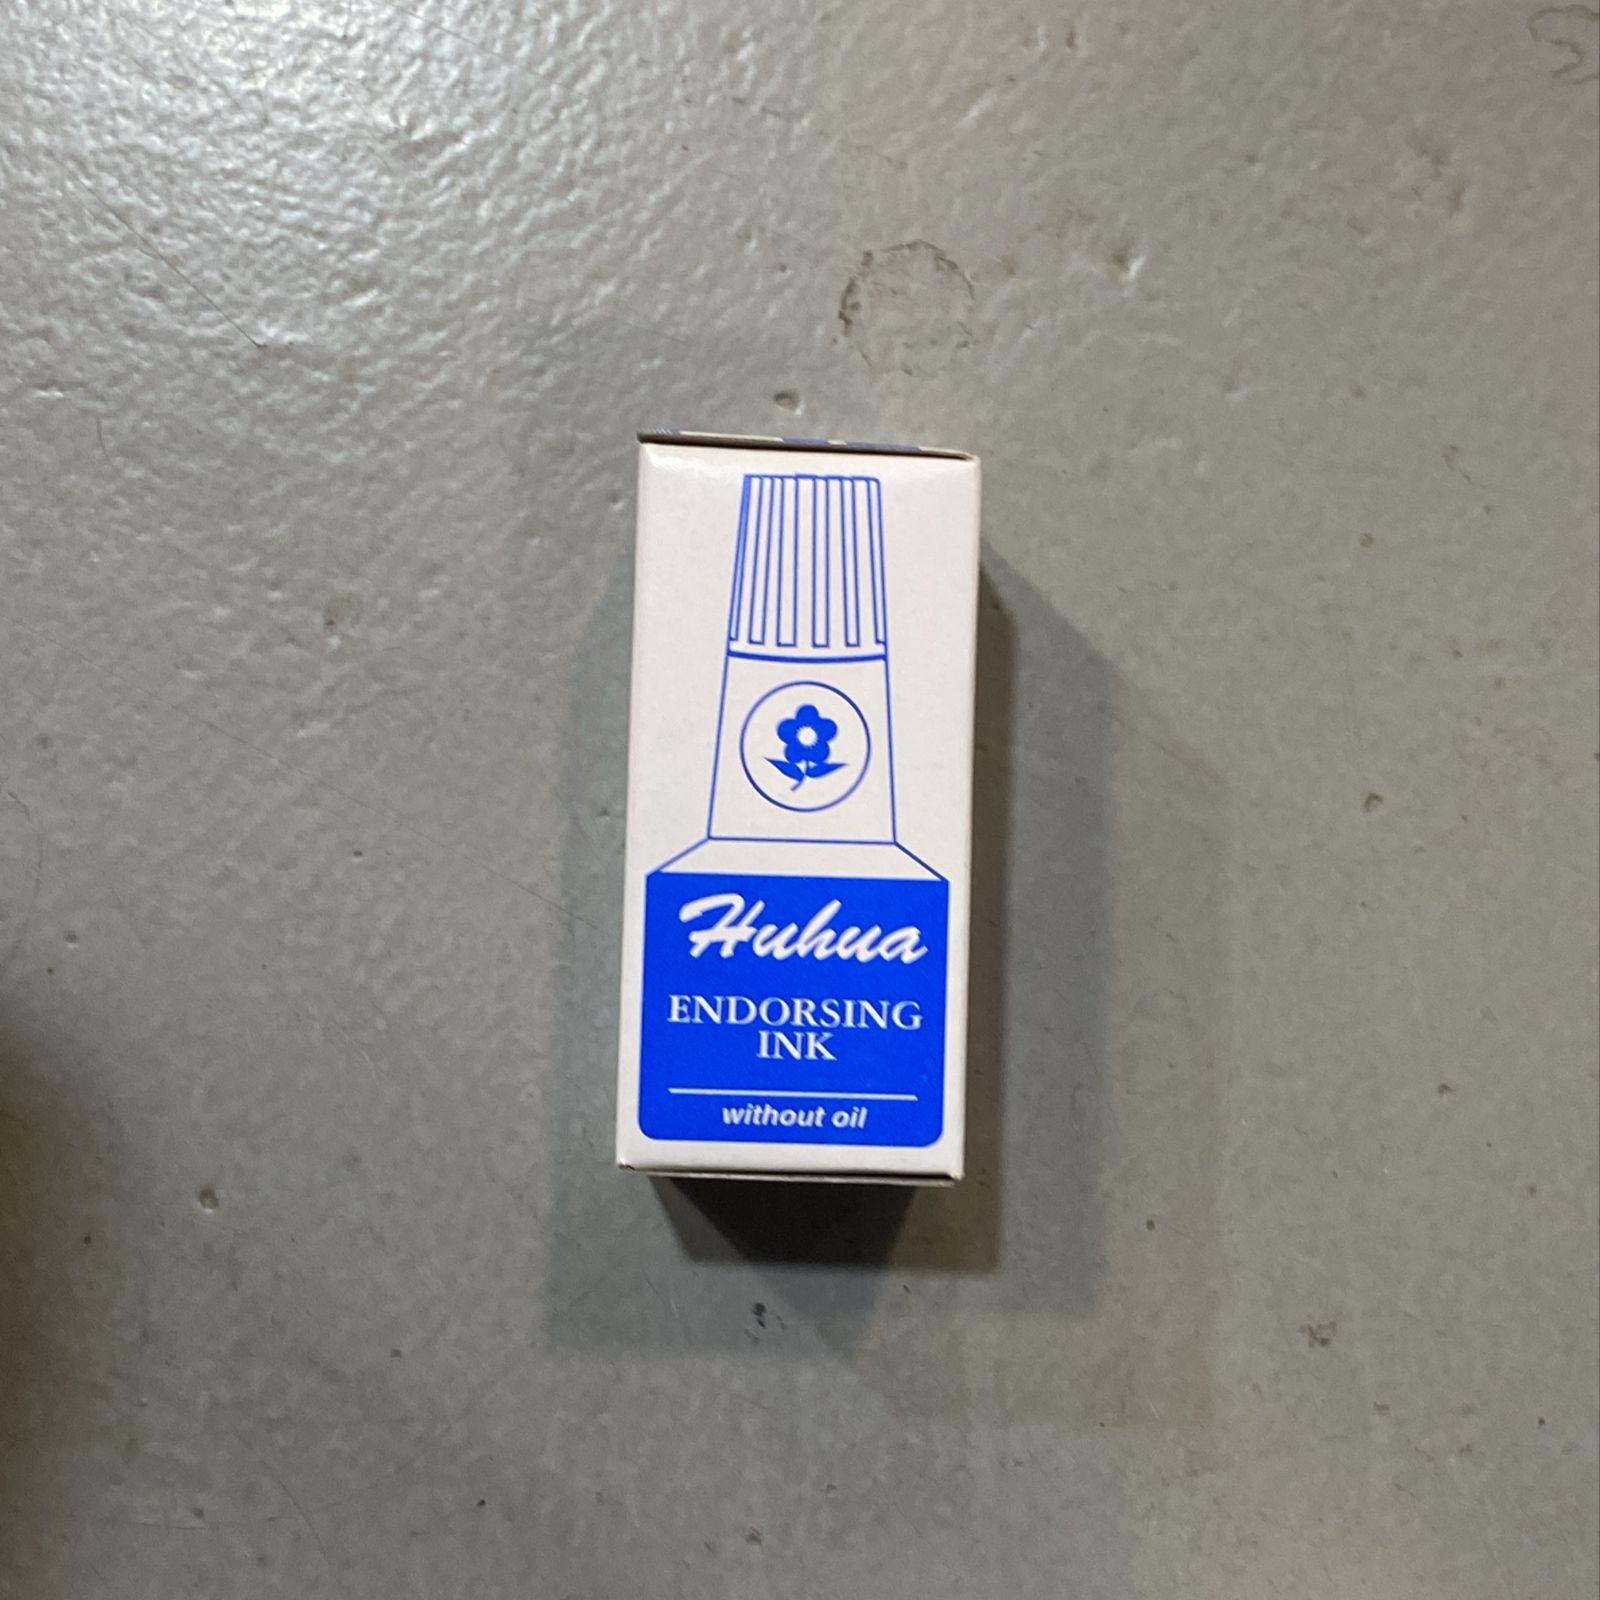 Huhua
ENDORSING
INK
without oil